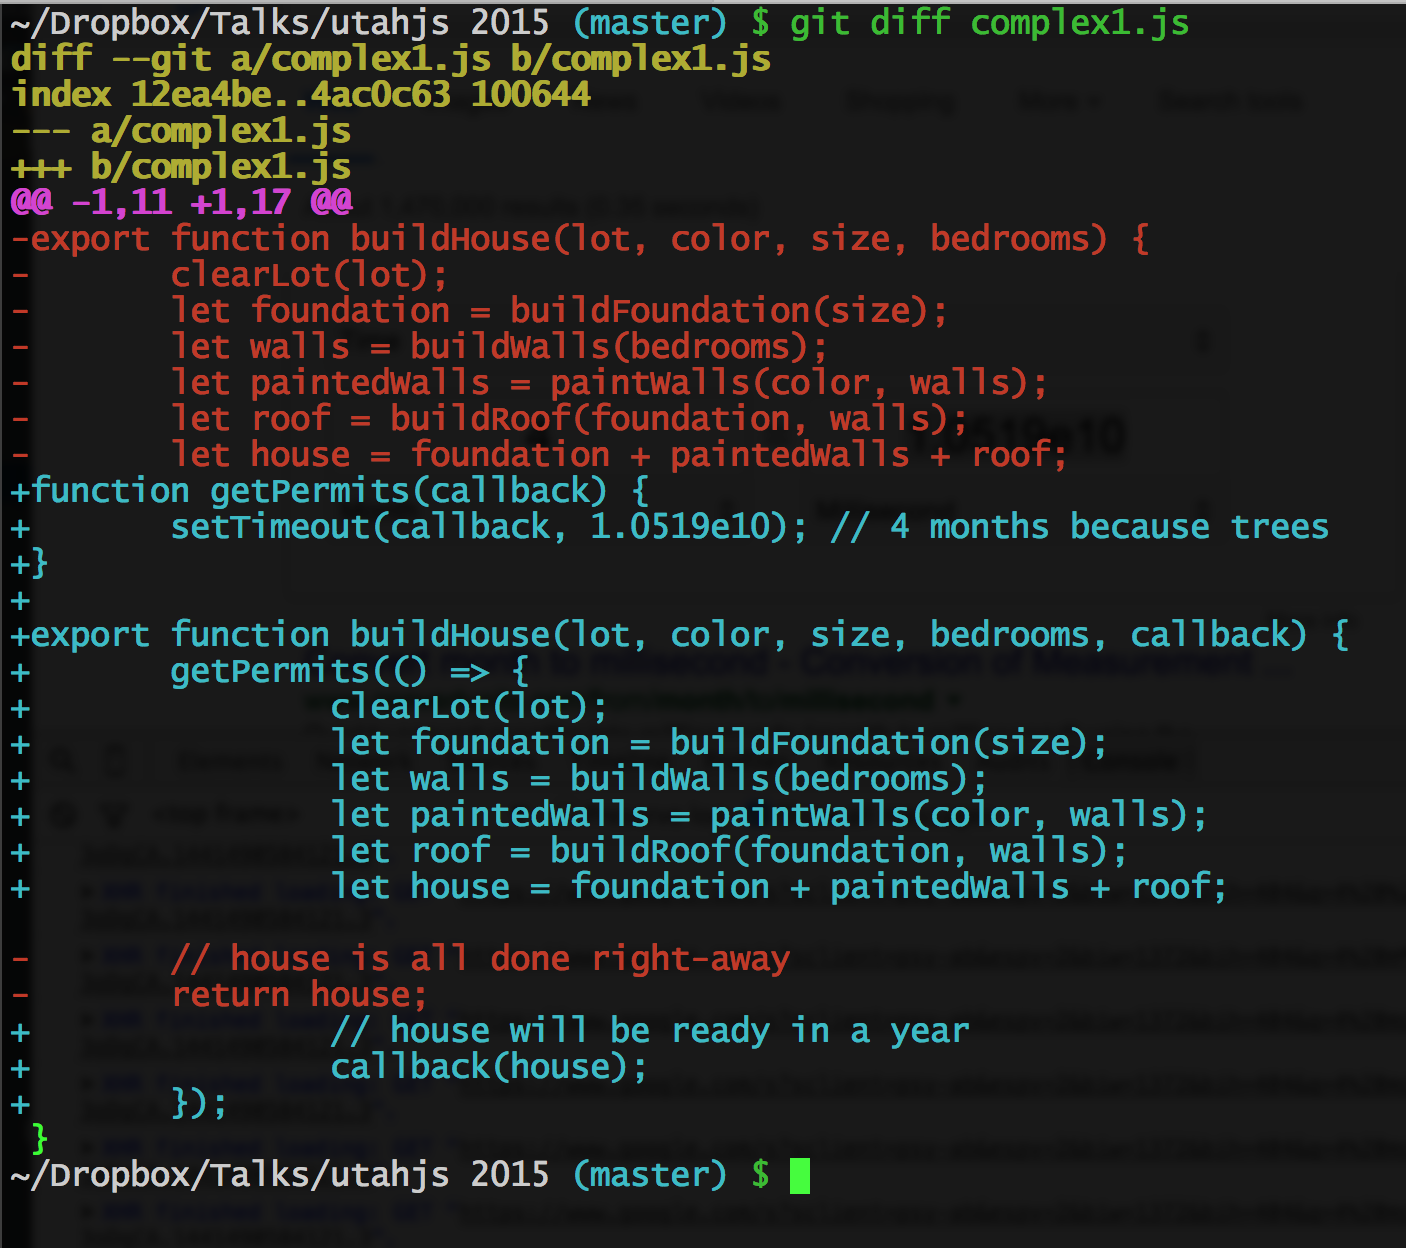 ~/Dropbox/Talks/utahjs 2015 (master) $ git diff complex1.js
diff --git a/complex1.js b/complex1.js
index 12ea4be..4ac0c63 100644
--- a/complex1.js
+++ b/complex1.js
@@ -1,11 +1,17 @@
-export function buildHouse(lot, color, size, bedrooms) {
-       clearLot(lot);
-       let foundation = buildFoundation(size);
-       let walls = buildWalls(bedrooms);
-       let paintedWalls = paintWalls(color, walls);
-       let roof = buildRoof(foundation, walls);
-       let house = foundation + paintedWalls + roof;
+function getPermits(callback) {
+       setTimeout(callback, 1.0519e10); // 4 months because trees
+}
+
+export function buildHouse(lot, color, size, bedrooms, callback) {
+       getPermits(() => {
+               clearLot(lot);
+               let foundation = buildFoundation(size);
+               let walls = buildWalls(bedrooms);
+               let paintedWalls = paintWalls(color, walls);
+               let roof = buildRoof(foundation, walls);
+               let house = foundation + paintedWalls + roof;
-       // house is all done right-away
-       return house;
+               // house will be ready in a year
+               callback(house);
+       });
 }
~/Dropbox/Talks/utahjs 2015 (master) $